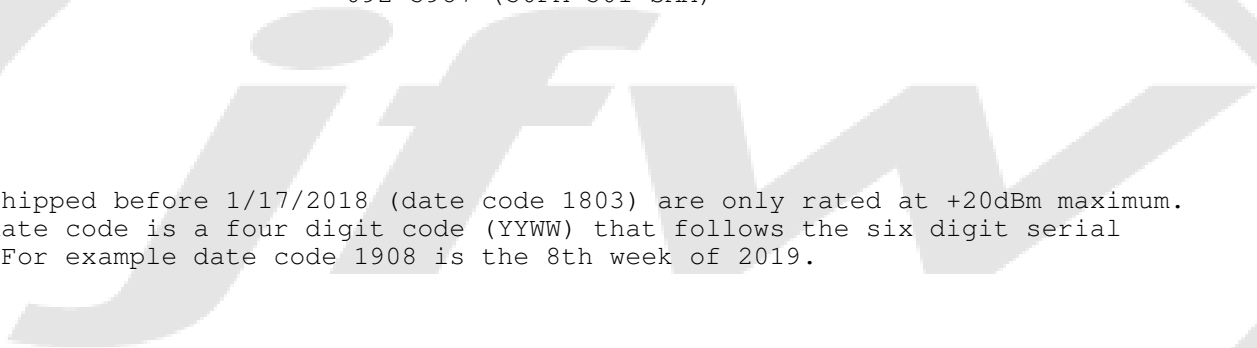 jfw
hipped before 1/17/2018 (date code 1803) are only rated at +20dBm maximum.
ate code is a four digit code (YYWW) that follows the six digit serial
For example date code 1908 is the 8th week of 2019.